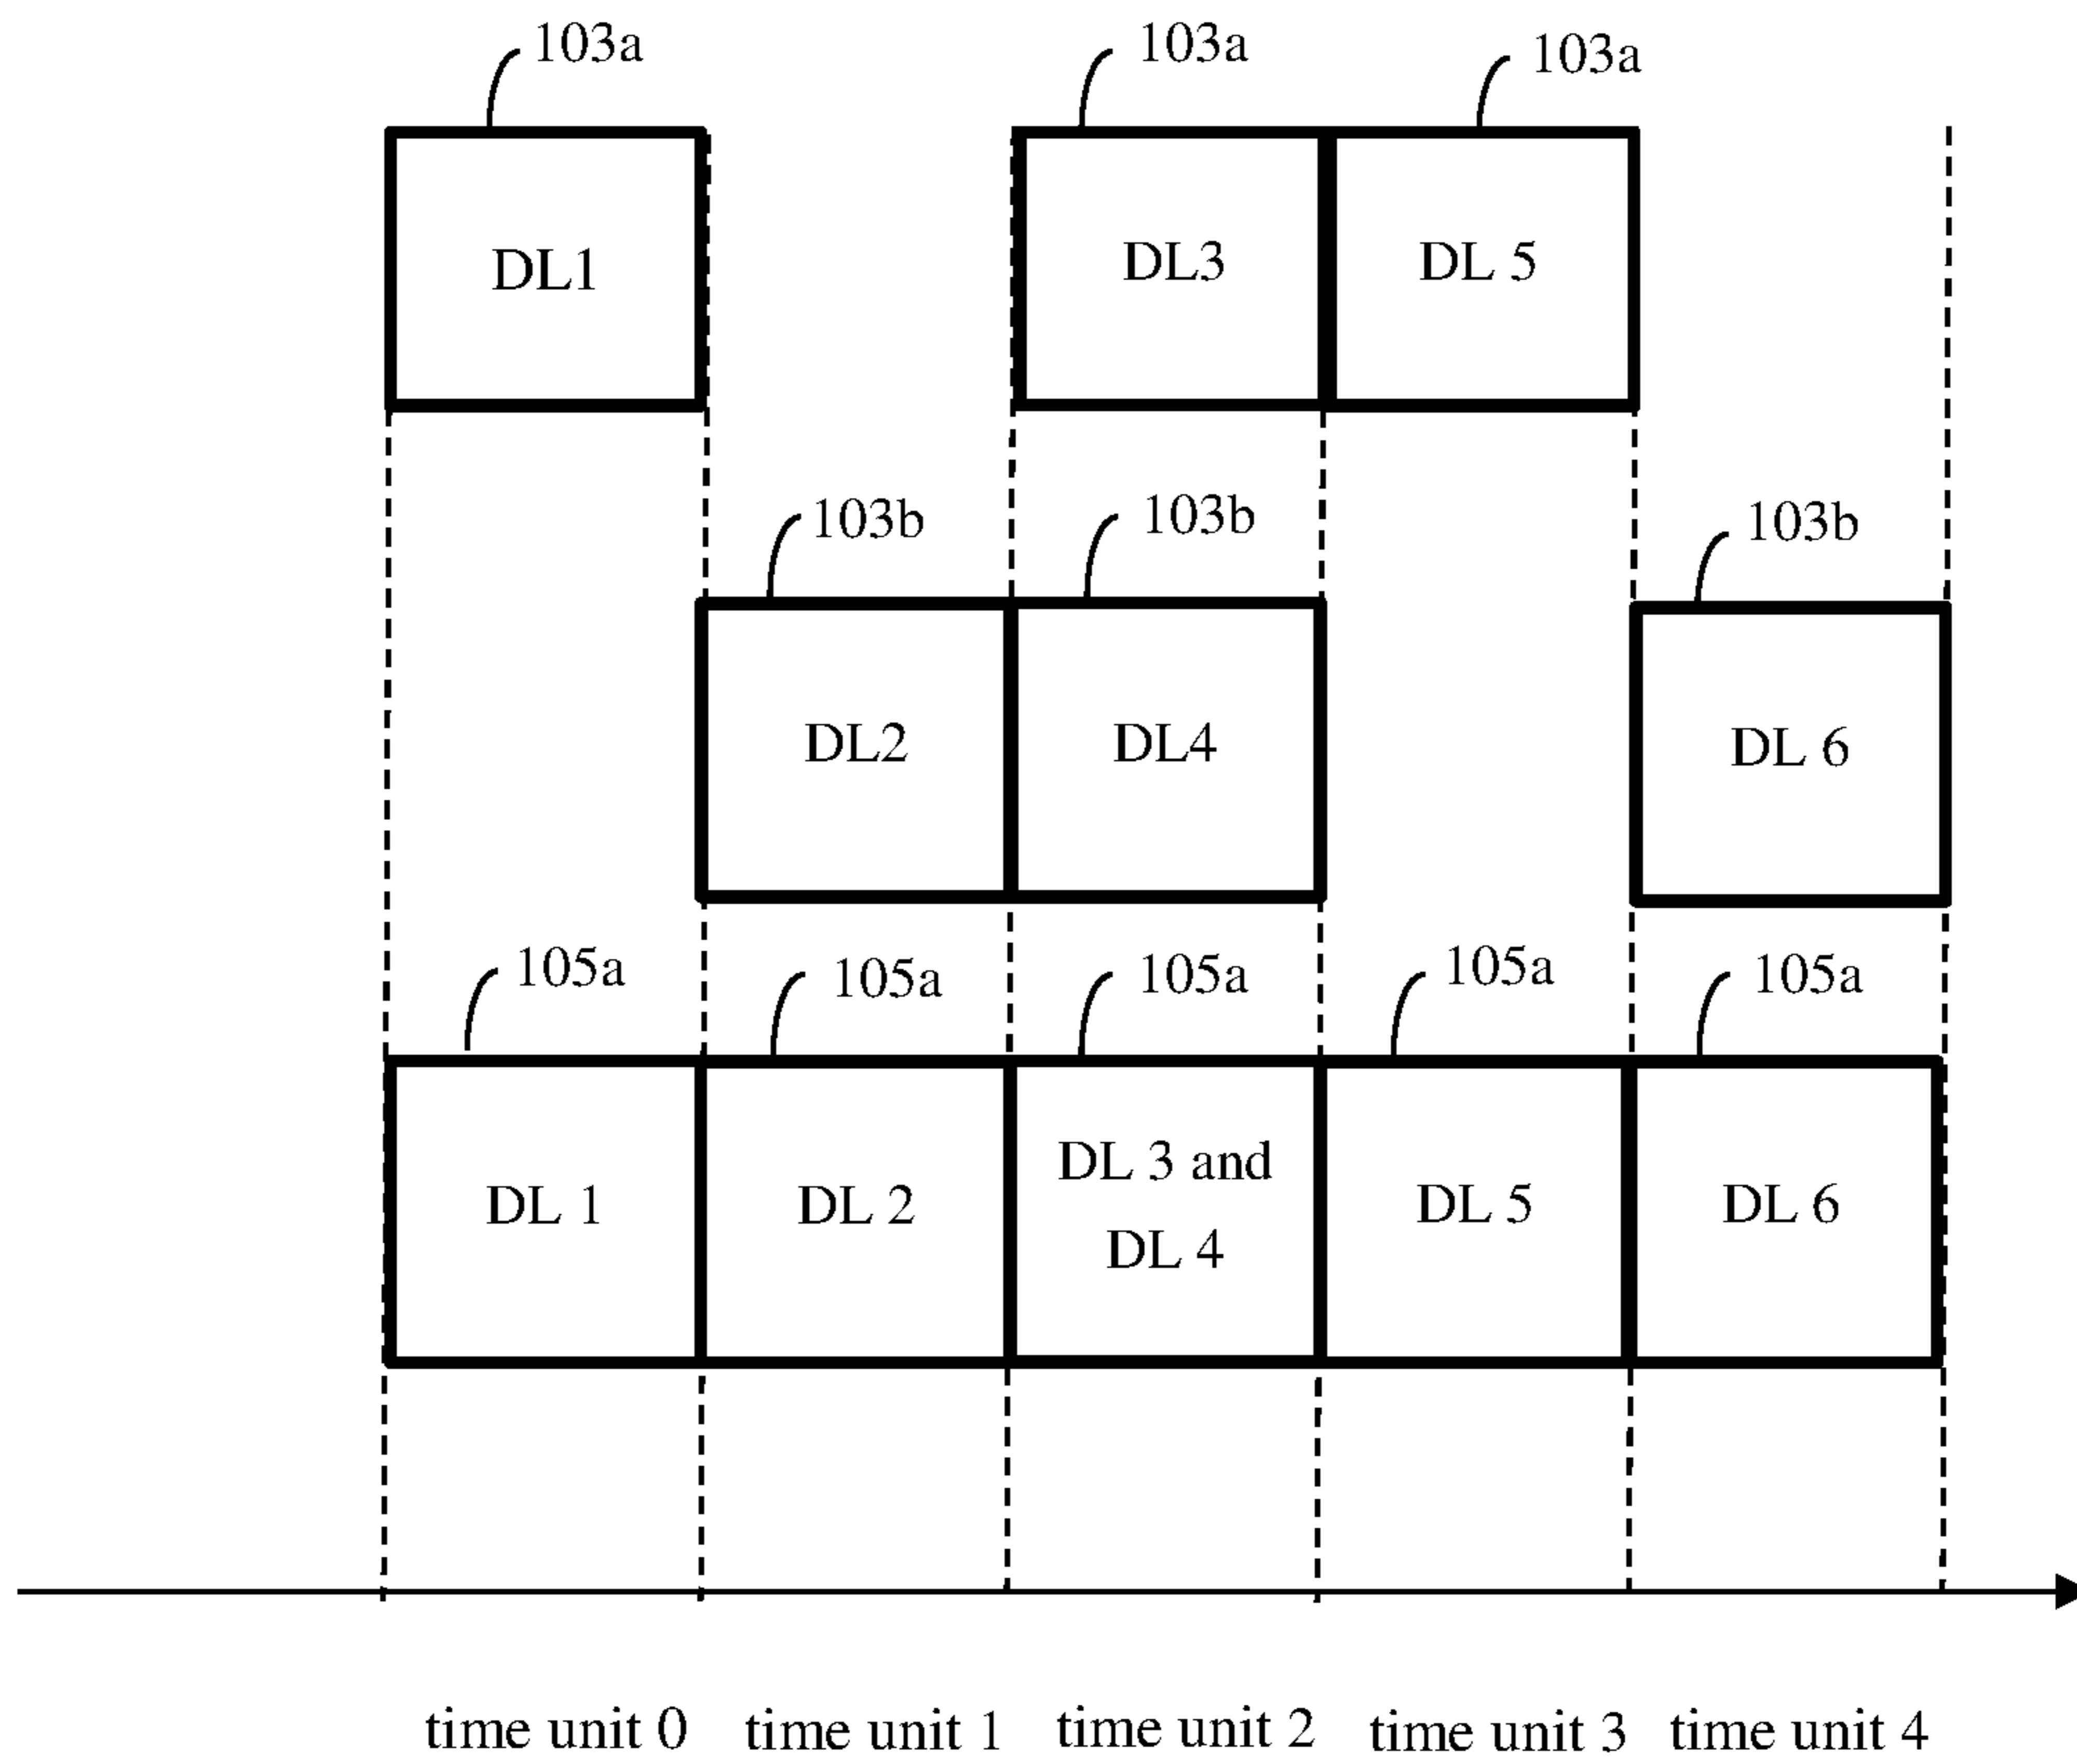 103a
103a
103a
DL1
DL3
DL 5
103b
103b
103b
DL2
DL4
DL 6
105a
105a
105a
105a
105a
DL 1
DL 2
DL 3 and
DL 4
DL 5
DL 6
time unit 0
time unit 1
time unit 2
time unit 3
time unit 4